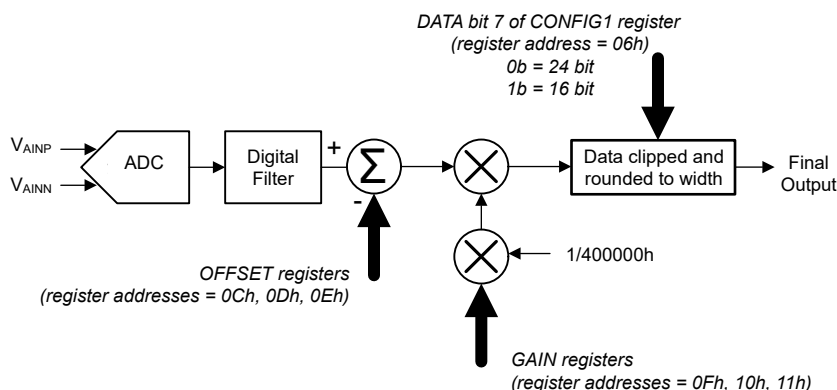 DATA bit 7 of CONFIG1 register
(register address = 06h)
0b = 24 bit
1b = 16 bit
VAINP
VAINN
ADC
Digital
Filter
+
-
Σ
Data clipped and
rounded to width
Final
Output
1/400000h
OFFSET registers
(register addresses = 0Ch, 0Dh, 0Eh)
GAIN registers
(register addresses = 0Fh, 10h, 11h)